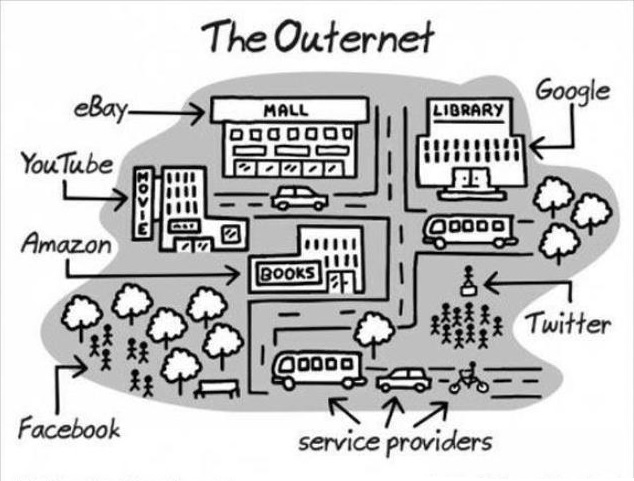 The Outernet
eBay
MALL
LIBRARY
Google
YouTube
MOVIE
Amazon
BOOKS
Twitter
Facebook
service providers